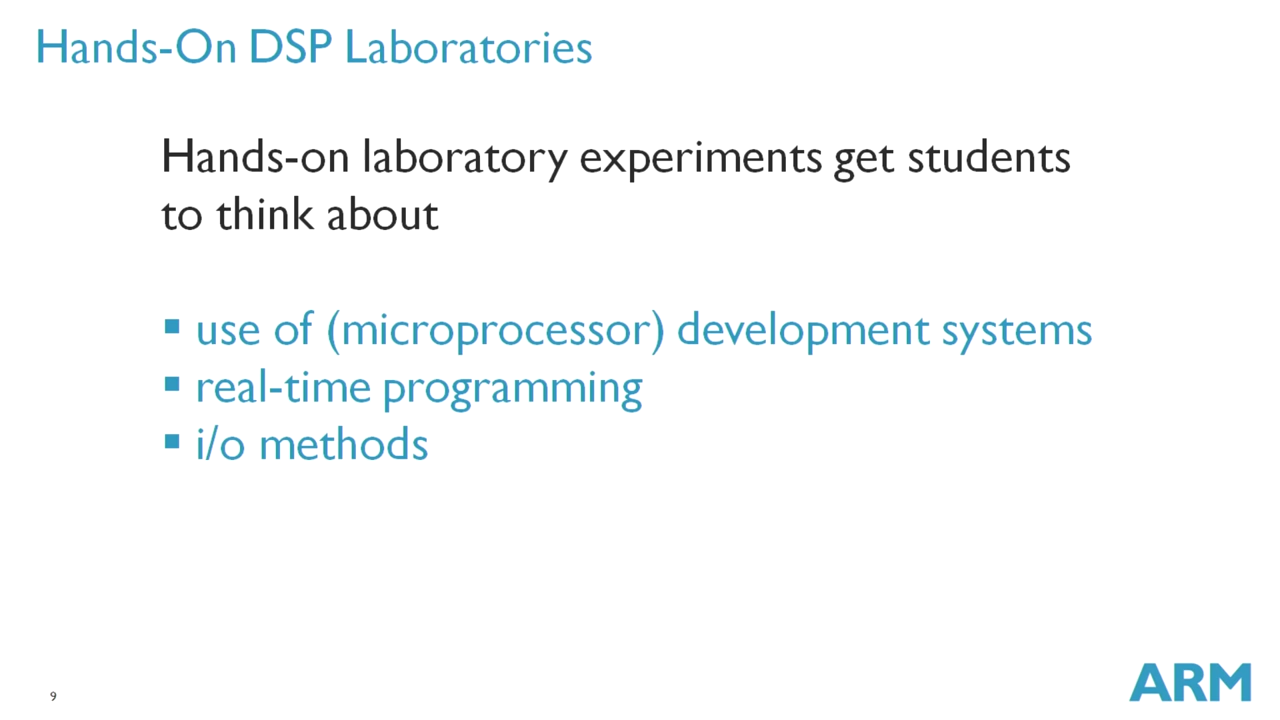 Hands-On DSP Laboratories
Hands-on laboratory experiments get students
to think about
▪ use of (microprocessor) development systems
▪ real-time programming
▪ i/o methods
9
ARM